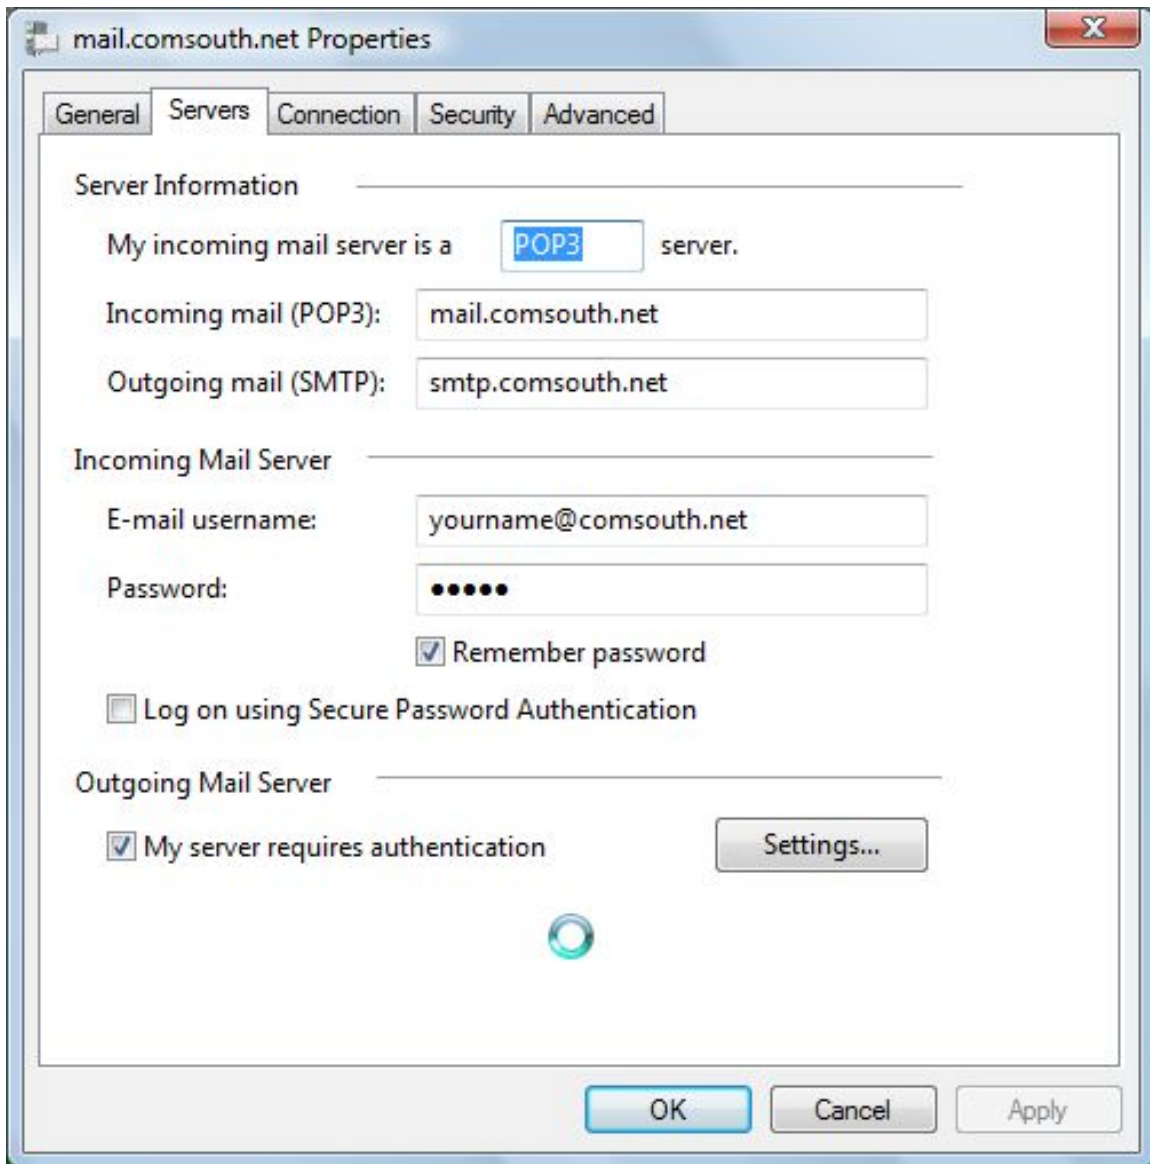 mail.comsouth.net Properties
X
General Servers Connection Security Advanced
Server Information
My incoming mail server is a POP3 server.
Incoming mail (POP3): mail.comsouth.net
Outgoing mail (SMTP): smtp.comsouth.net
Incoming Mail Server
E-mail username: yourname@comsouth.net
Password: •••••
Remember password
Log on using Secure Password Authentication
Outgoing Mail Server
My server requires authentication Settings...
OK Cancel Apply